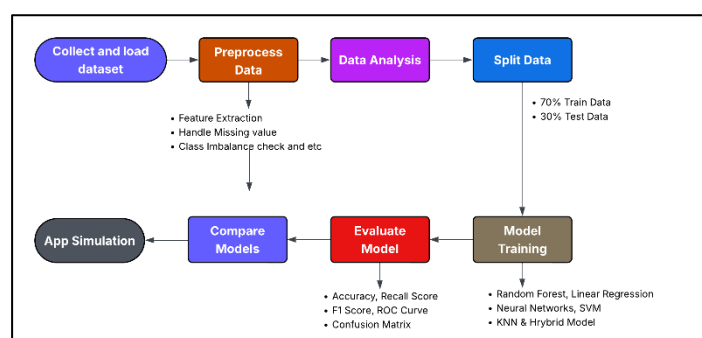 Collect and load
dataset
Preprocess
Data
Data Analysis
Split Data
Feature Extraction
Handle Missing value
Class Imbalance check and etc
70% Train Data
30% Test Data
App Simulation
Compare
Models
Evaluate
Model
Model
Training
Accuracy, Recall Score
F1 Score, ROC Curve
Confusion Matrix
Random Forest, Linear Regression
Neural Networks, SVM
KNN & Hrybrid Model